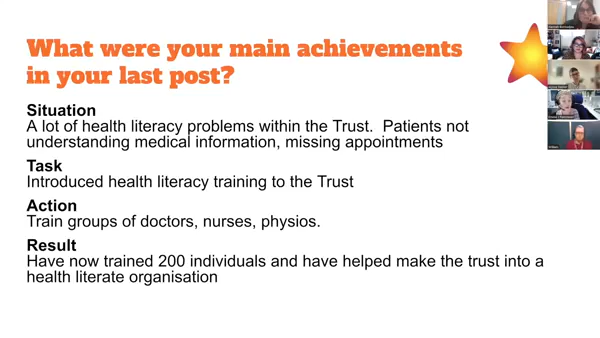 What were your main achievements
in your last post?
Situation
A lot of health literacy problems within the Trust.  Patients not
understanding medical information, missing appointments
Task
Introduced health literacy training to the Trust
Action
Train groups of doctors, nurses, physios.
Result
Have now trained 200 individuals and have helped make the trust into a
health literate organisation